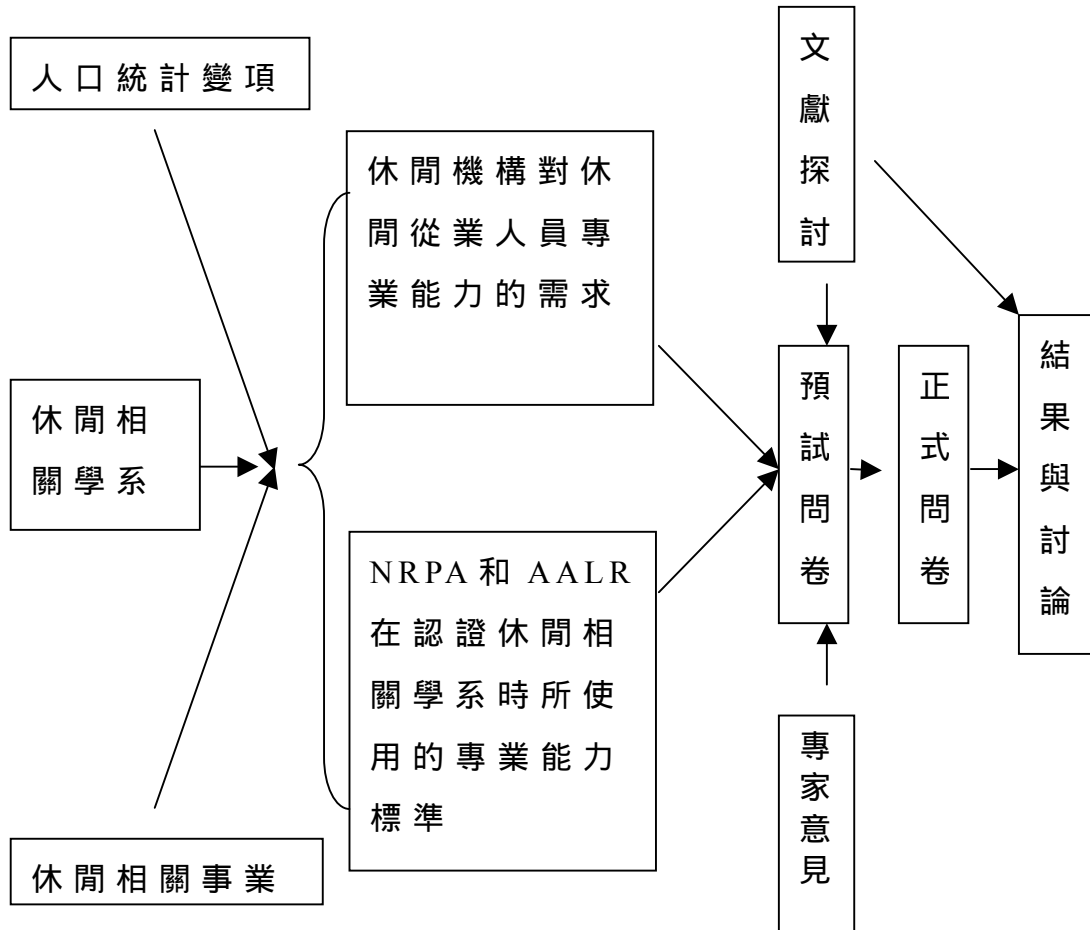 人口統計變項
休閒相
關學系
休閒相關事業
休閒機構對休
閒從業人員專
業能力的需求
NRPA 和 AALR
在認證休閒相
關學系時所使
用的專業能力
標準
文獻探討
預試問卷
專家意見
正式問卷
結果與討論